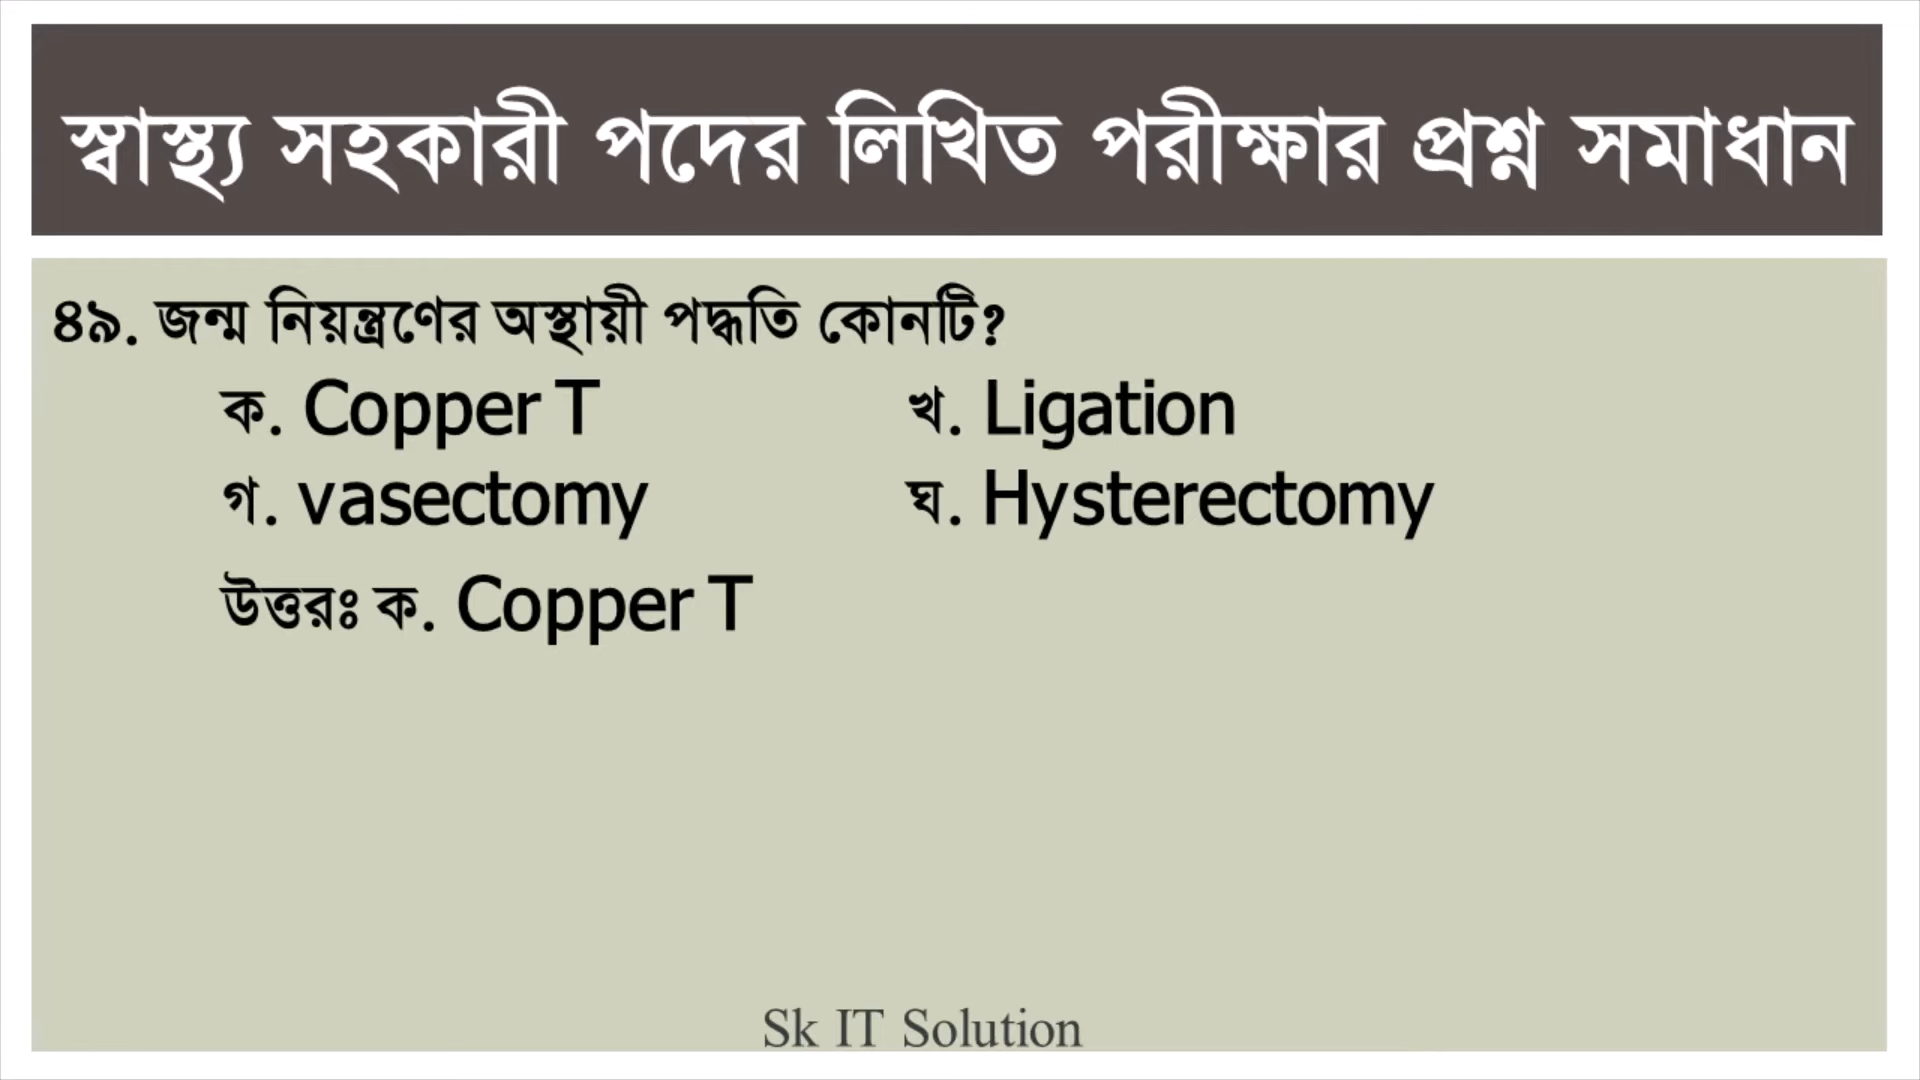 স্বাস্থ্য সহকারী পদের লিখিত পরীক্ষার প্রশ্ন সমাধান
৪৯. জন্ম নিয়ন্ত্রণের অস্থায়ী পদ্ধতি কোনটি?
ক. Copper T খ. Ligation
গ. vasectomy ঘ. Hysterectomy
উত্তরঃ ক. Copper T
Sk IT Solution